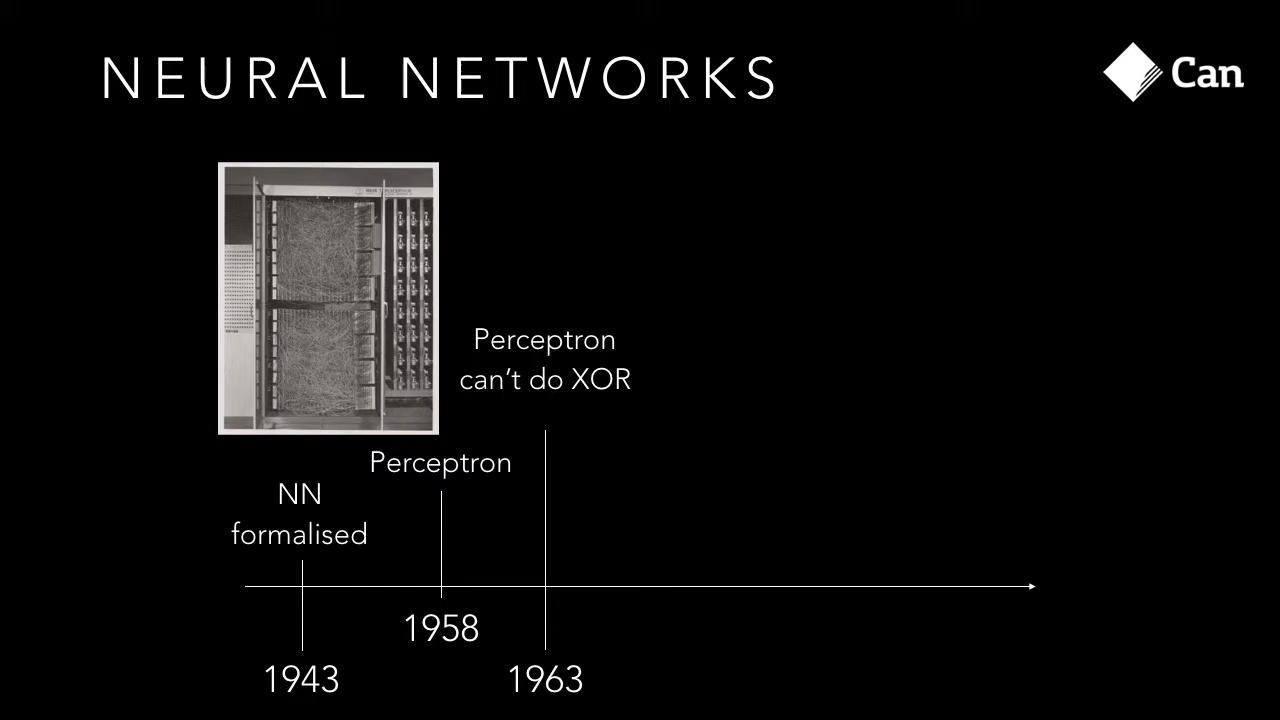 NEURAL NETWORKS
Can
Perceptron
can't do XOR
Perceptron
NN
formalised
1958
1943
1963